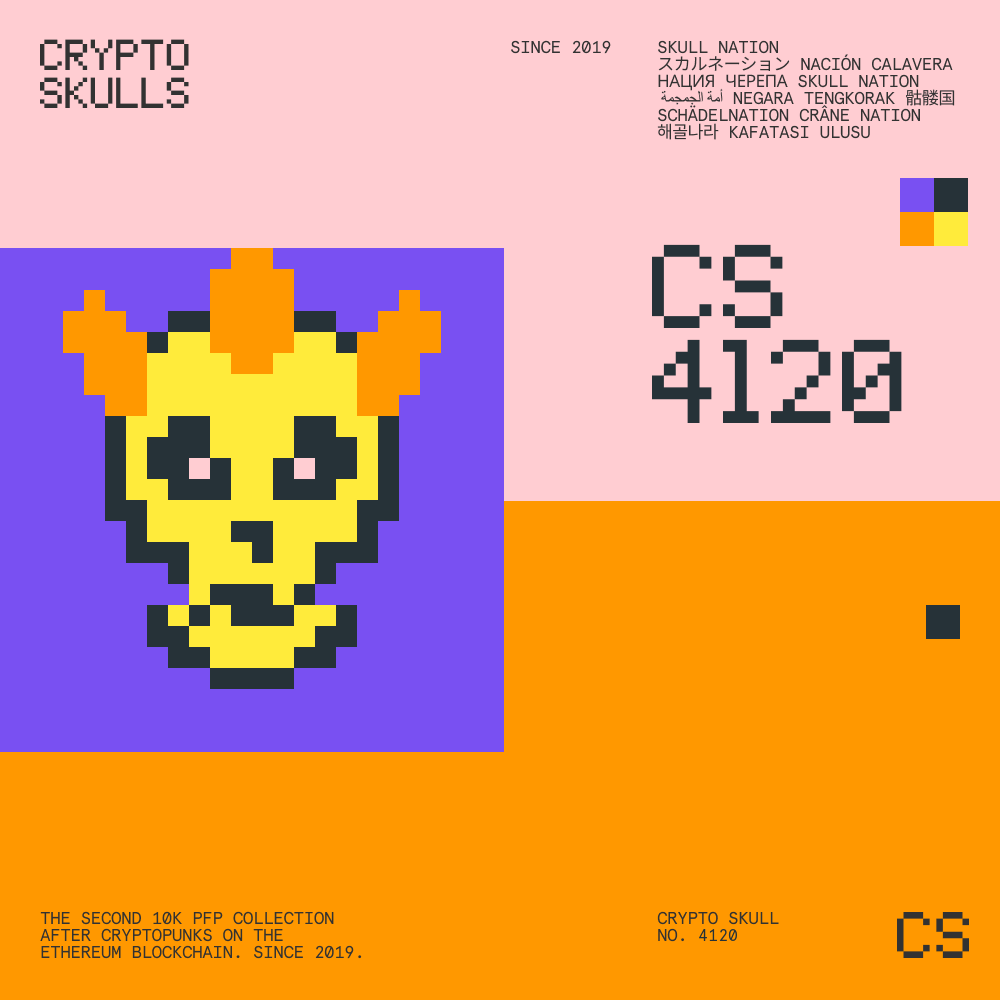 CRYPTO
SKULLS
SINCE 2019
SKULL NATION
スカルネーション NACIÓN CALAVERA
НАЦИЯ ЧЕРЕПА SKULL NATION
أمة الجمجمة NEGARA TENGKORAK 骷髅国
SCHÄDELNATION CRÂNE NATION
해골나라 KAFATASI ULUSU
CS
4120
THE SECOND 10K PFP COLLECTION
AFTER CRYPTOPUNKS ON THE
ETHEREUM BLOCKCHAIN. SINCE 2019.
CRYPTO SKULL
NO. 4120
CS